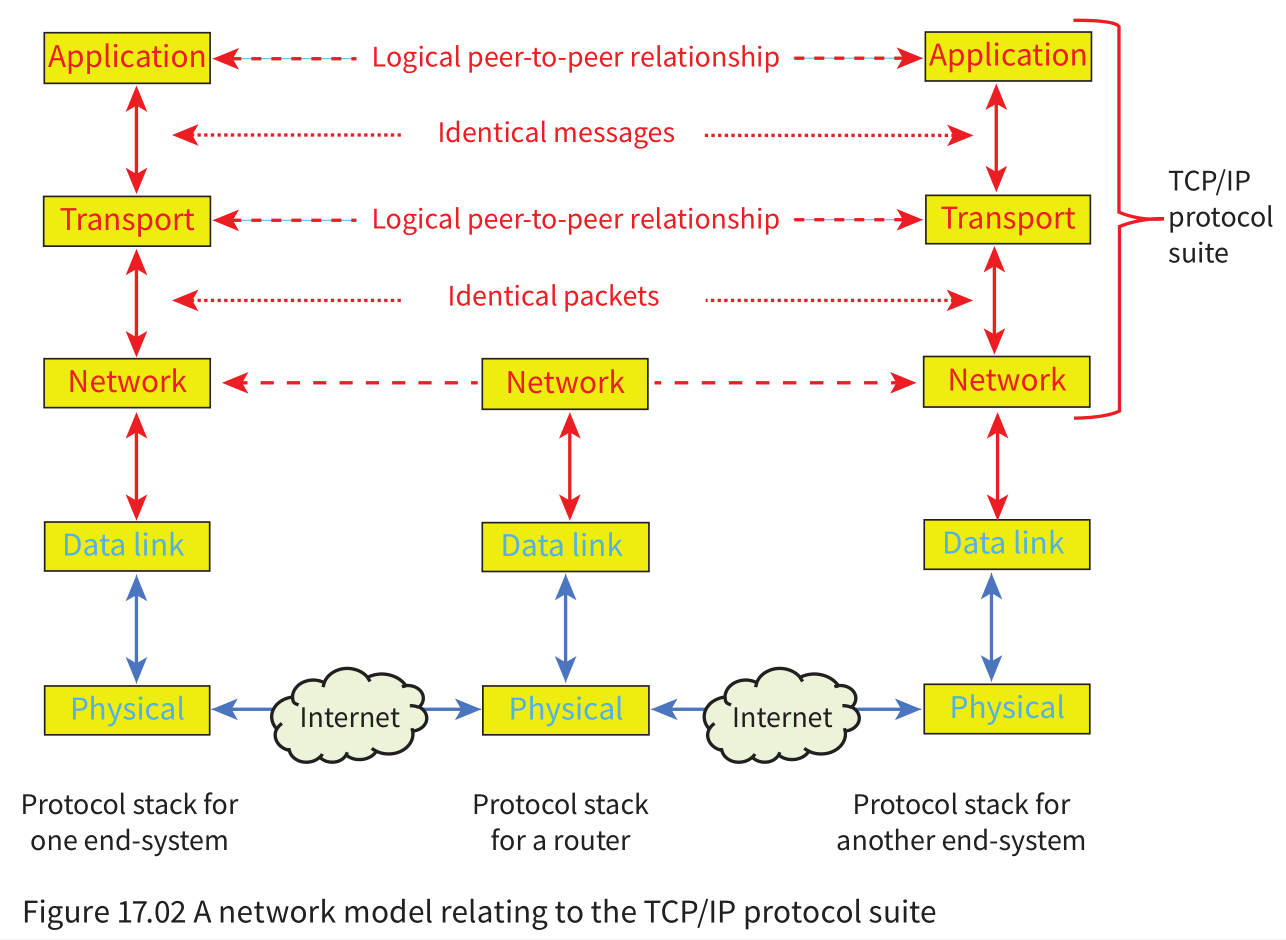 Application
Logical peer-to-peer relationship
Application
Identical messages
TCP/IP
protocol
suite
Transport
Logical peer-to-peer relationship
Transport
Identical packets
Network
Network
Network
Data link
Data link
Data link
Physical
Internet
Physical
Internet
Physical
Protocol stack for
one end-system
Protocol stack
for a router
Protocol stack for
another end-system
Figure 17.02 A network model relating to the TCP/IP protocol suite